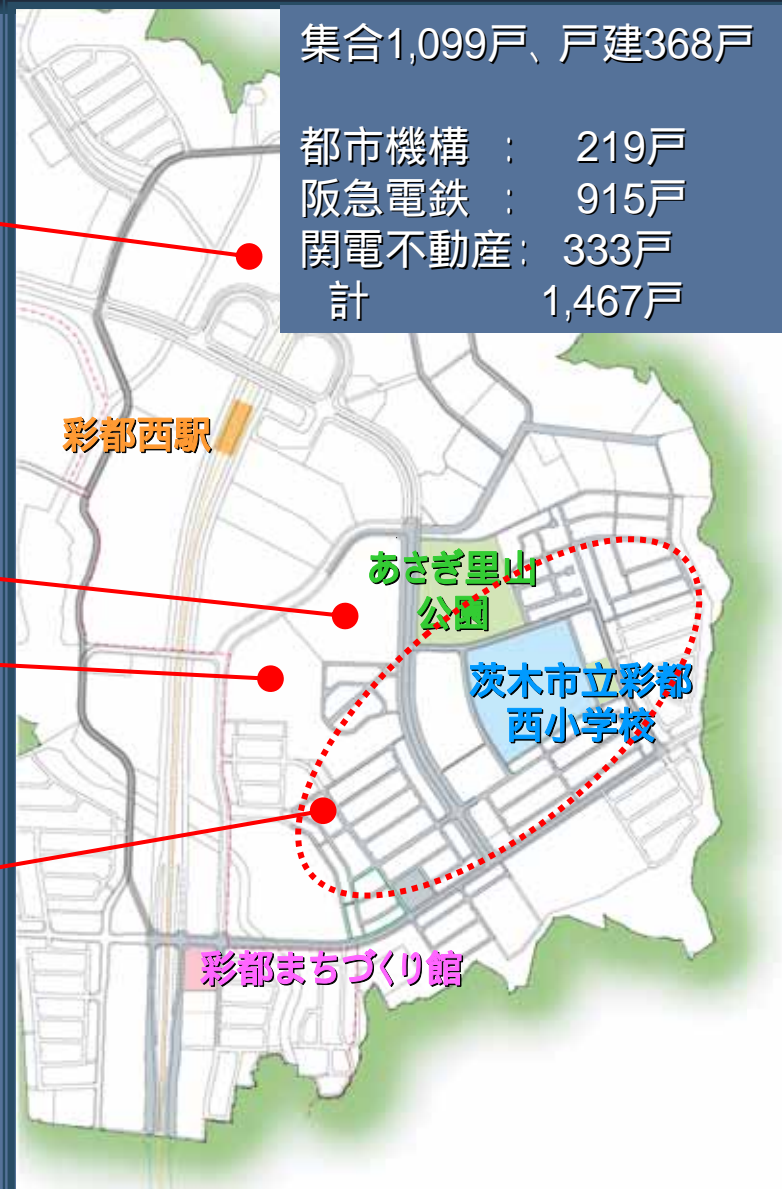 集合1,099戸、戸建368戸
都市機構 : 219戸
阪急電鉄 : 915戸
関電不動産: 333戸
計 1,467戸
彩都西駅
あさぎ里山
公園
茨木市立彩都
西小学校
彩都まちづくり館